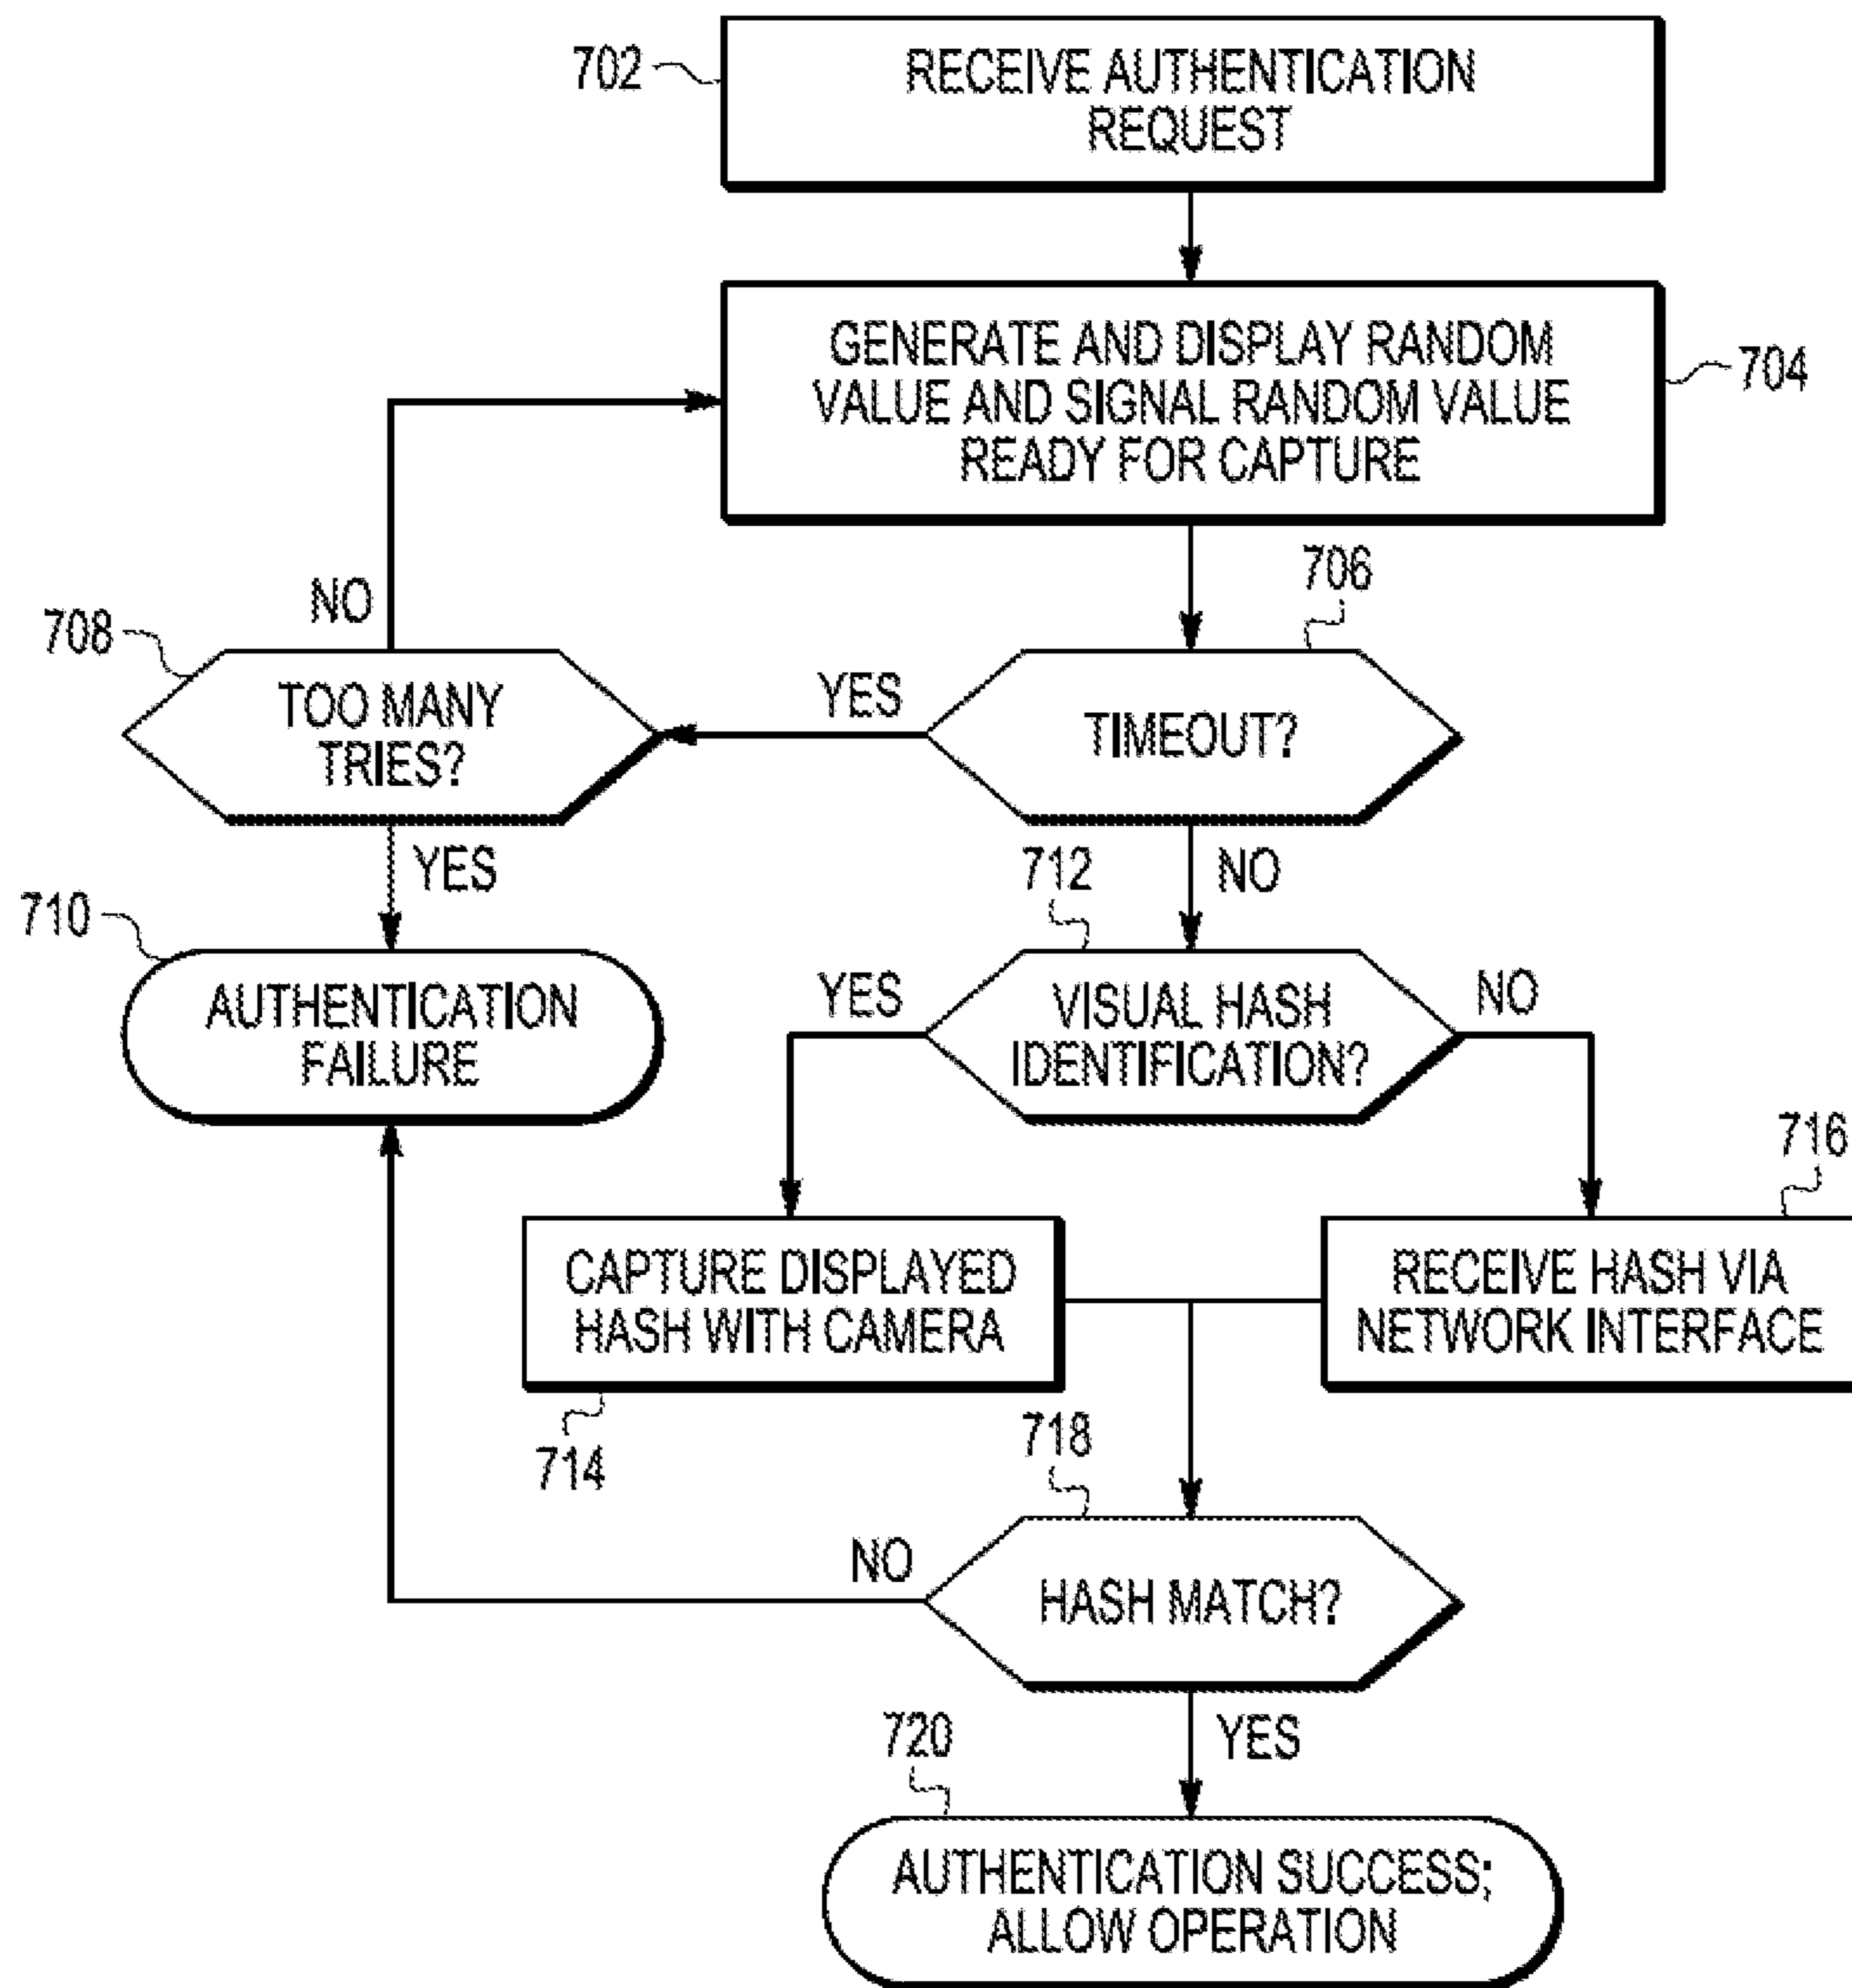 702
RECEIVE AUTHENTICATION
REQUEST
GENERATE AND DISPLAY RANDOM
VALUE AND SIGNAL RANDOM VALUE
READY FOR CAPTURE
704
706
NO
708
TOO MANY
TRIES?
YES
TIMEOUT?
YES
712
NO
710
AUTHENTICATION
FAILURE
YES
VISUAL HASH
IDENTIFICATION?
NO
716
CAPTURE DISPLAYED
HASH WITH CAMERA
RECEIVE HASH VIA
NETWORK INTERFACE
714
718
NO
HASH MATCH?
720
YES
AUTHENTICATION SUCCESS;
ALLOW OPERATION